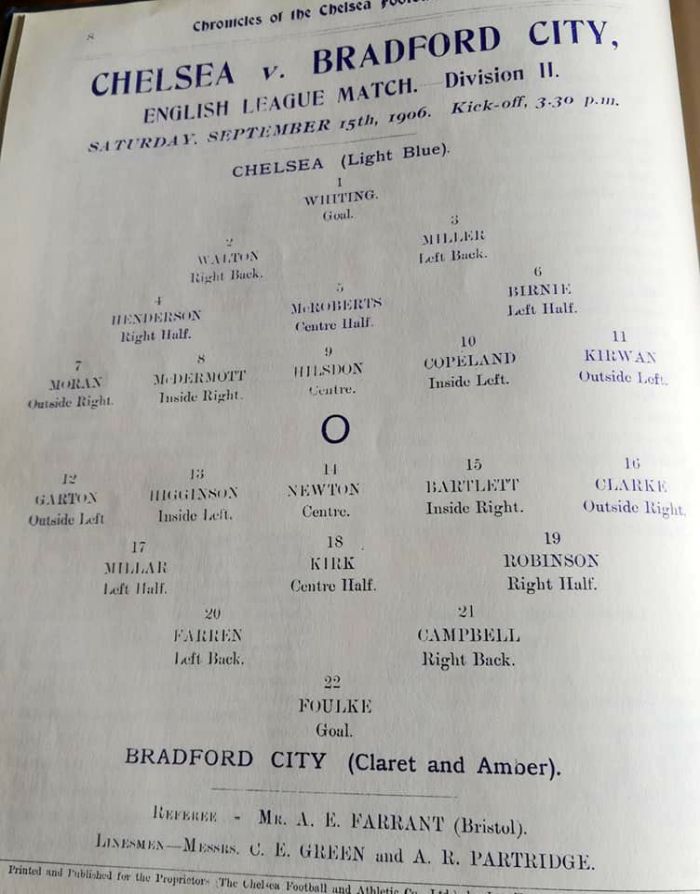 8 Chronicles of the Chelsea
CHELSEA v. BRADFORD CITY,
ENGLISH LEAGUE MATCH. Division II.
SATURDAY, SEPTEMBER 15th, 1906. Kick-off, 3-30 p.m.
CHELSEA (Light Blue).
1
WHITING.
Goal.
2 3
WALTON MILLER
Right Back. Left Back.
4 5 6
HENDERSON McROBERTS BIRNIE
Right Half. Centre Half. Left Half.
7 8 9 10 11
MORAN McDERMOTT HILSDON COPELAND KIRWAN
Outside Right. Inside Right. Centre. Inside Left. Outside Left.
O
12 13 14 15 16
GARTON HIGGINSON NEWTON BARTLETT CLARKE
Outside Left Inside Left. Centre. Inside Right. Outside Right.
17 18 19
MILLAR KIRK ROBINSON
Left Half. Centre Half. Right Half.
20 21
FARREN CAMPBELL
Left Back. Right Back.
22
FOULKE
Goal.
BRADFORD CITY (Claret and Amber).
REFEREE - MR. A. E. FARRANT (Bristol).
LINESMEN—MESSRS. C. E. GREEN and A. R. PARTRIDGE.
Printed and Published for the Proprietors (The Chelsea Football and Athletic Co.